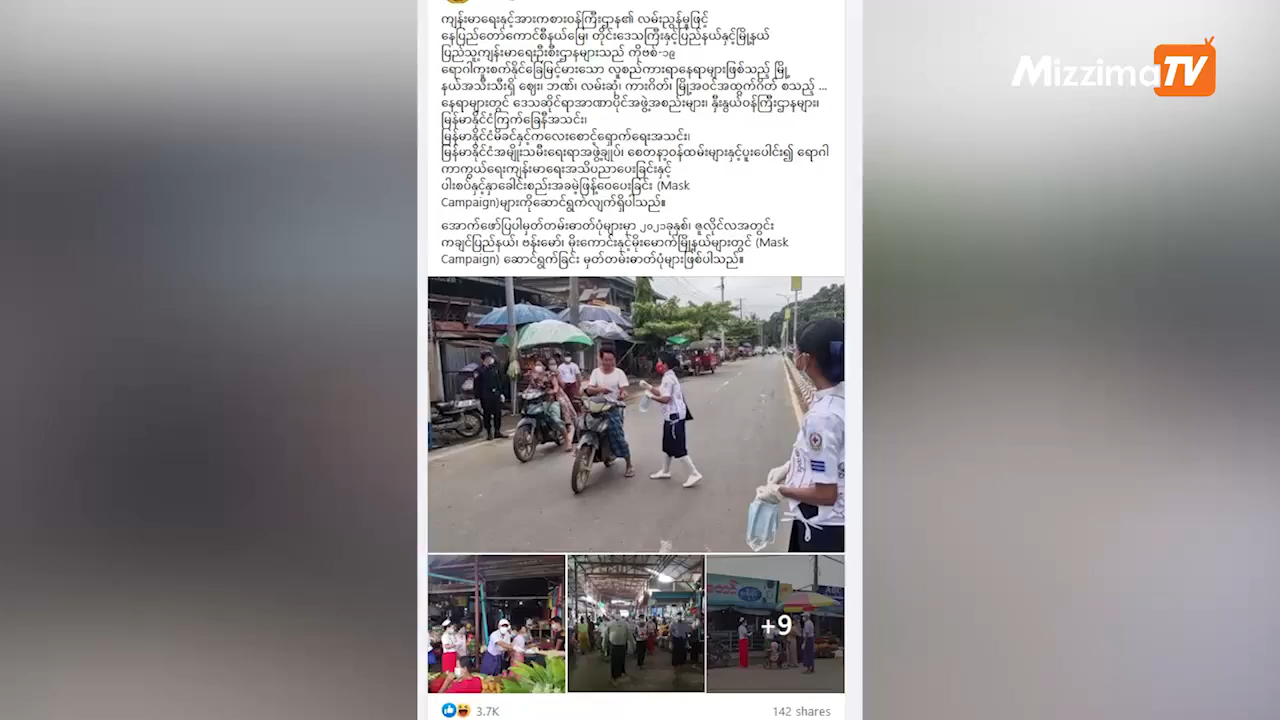 ကျန်းမာရေးနှင့်အားကစားဝန်ကြီးဌာန၏ လမ်းညွှန်မှုဖြင့်
နေပြည်တော်ကောင်စီနယ်မြေ၊ တိုင်းဒေသကြီးနှင့်ပြည်နယ်နှင့်မြို့နယ်
ပြည်သူ့ကျန်းမာရေးဦးစီးဌာနများသည် ကိုဗစ်-၁၉
ရောဂါကူးစက်နိုင်ခြေမြင့်မားသော လူစည်ကားရာနေရာများဖြစ်သည့် မြို့
နယ်အသီးသီးရှိ ဈေး၊ ဘဏ်၊ လမ်းဆုံ၊ ကားဂိတ်၊ မြို့အဝင်အထွက်ဂိတ် စသည့် ...
နေရာများတွင် ဒေသဆိုင်ရာအာဏာပိုင်အဖွဲ့အစည်းများ၊ နှီးနွယ်ဝန်ကြီးဌာနများ၊
မြန်မာနိုင်ငံကြက်ခြေနီအသင်း၊
မြန်မာနိုင်ငံမိခင်နှင့်ကလေးစောင့်ရှောက်ရေးအသင်း၊
မြန်မာနိုင်ငံအမျိုးသမီးရေးရာအဖွဲ့ချုပ်၊ စေတနာ့ဝန်ထမ်းများနှင့်ပူးပေါင်း၍ ရောဂါ
ကာကွယ်ရေးကျန်းမာရေးအသိပညာပေးခြင်းနှင့်
ပါးစပ်နှင့်နှာခေါင်းစည်းအခမဲ့ဖြန့်ဝေပေးခြင်း (Mask
Campaign)များကိုဆောင်ရွက်လျက်ရှိပါသည်။
အောက်ဖော်ပြပါမှတ်တမ်းဓာတ်ပုံများမှာ ၂၀၂၁ခုနှစ်၊ ဇူလိုင်လအတွင်း
ကချင်ပြည်နယ်၊ ဗန်းမော်၊ မိုးကောင်းနှင့်မိုးမောက်မြို့နယ်များတွင် (Mask
Campaign) ဆောင်ရွက်ခြင်း မှတ်တမ်းဓာတ်ပုံများဖြစ်ပါသည်။
Mizzima TV
+9
3.7K
142 shares